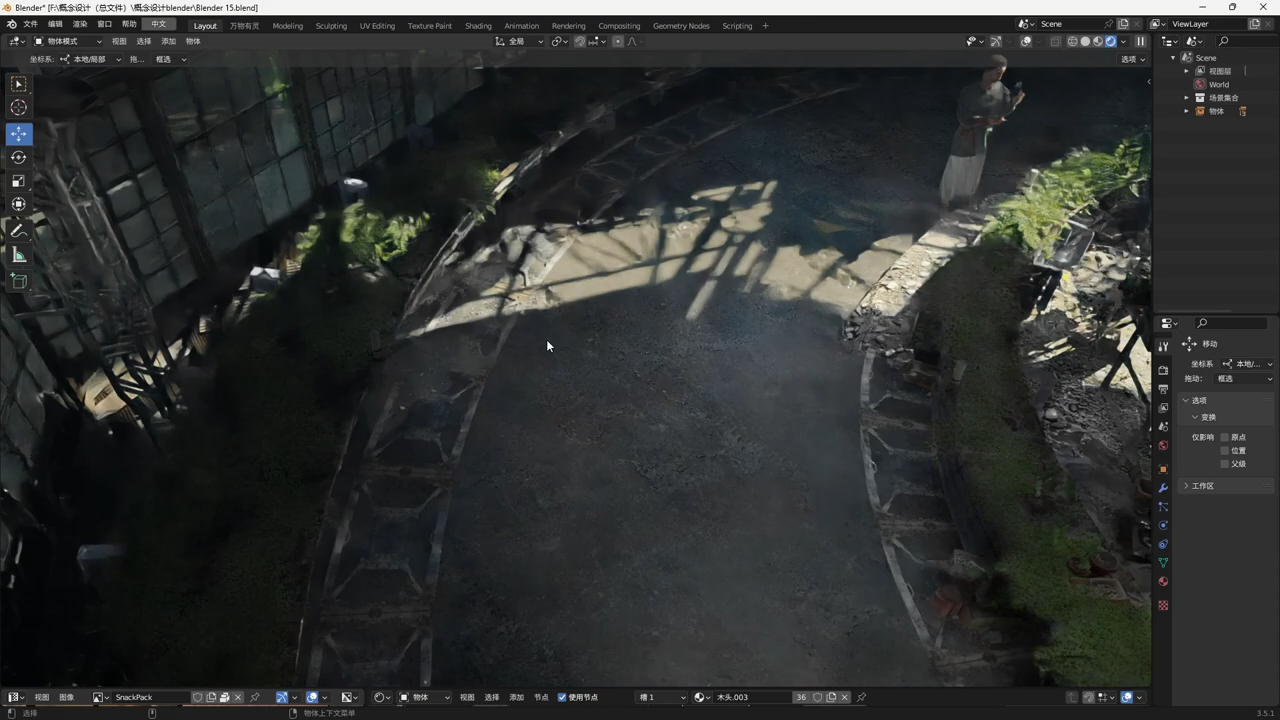 Blender* [F:\概念设计（总文件）\概念设计blender\Blender 15.blend]
文件 编辑 渲染 窗口 帮助 中文 Layout 万物有灵 Modeling Sculpting UV Editing Texture Paint Shading Animation Rendering Compositing Geometry Nodes Scripting + Scene ViewLayer
物体模式 视图 选择 添加 物体 全局
坐标系: 本地/局部 拖... 框选 选项
Scene
视图层
World
场景集合
物体
移动
坐标系 本地/...
拖动: 框选
选项
变换
仅影响 原点
位置
父级
工作区
视图 图像 SnackPack 物体 视图 选择 添加 节点 使用节点 槽 1 木头.003 36
选择 物体上下文菜单 3.5.1